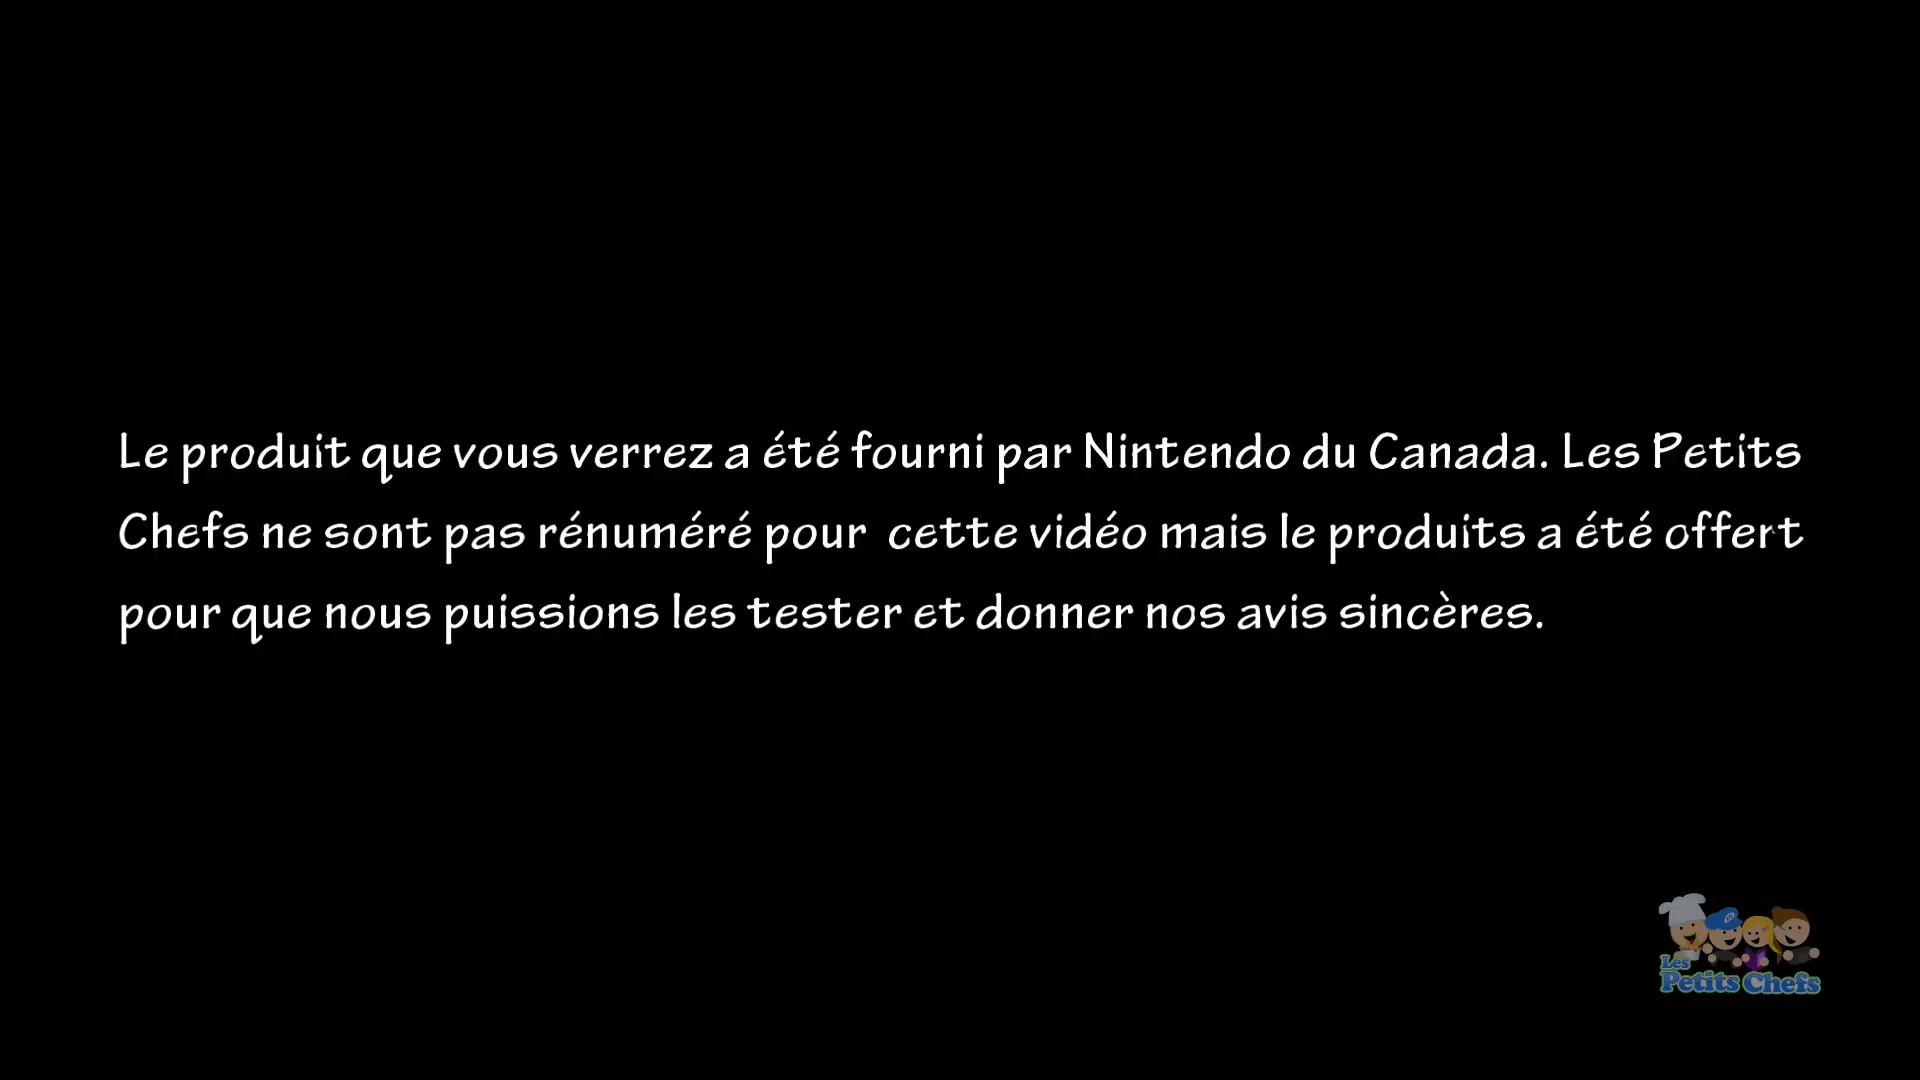 Le produit que vous verrez a été fourni par Nintendo du Canada. Les Petits
Chefs ne sont pas rénuméré pour  cette vidéo mais le produits a été offert
pour que nous puissions les tester et donner nos avis sincères.
Les
Petits Chefs